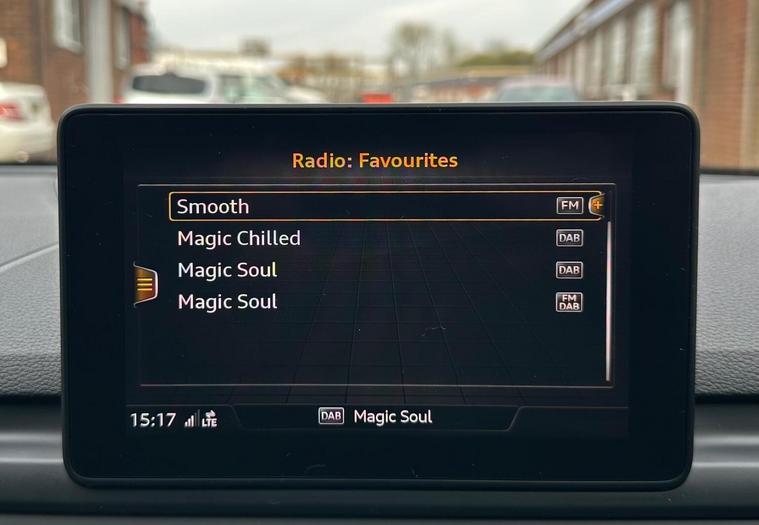 Radio: Favourites
Smooth FM
Magic Chilled DAB
Magic Soul DAB
Magic Soul FM DAB
15:17 LTE DAB Magic Soul